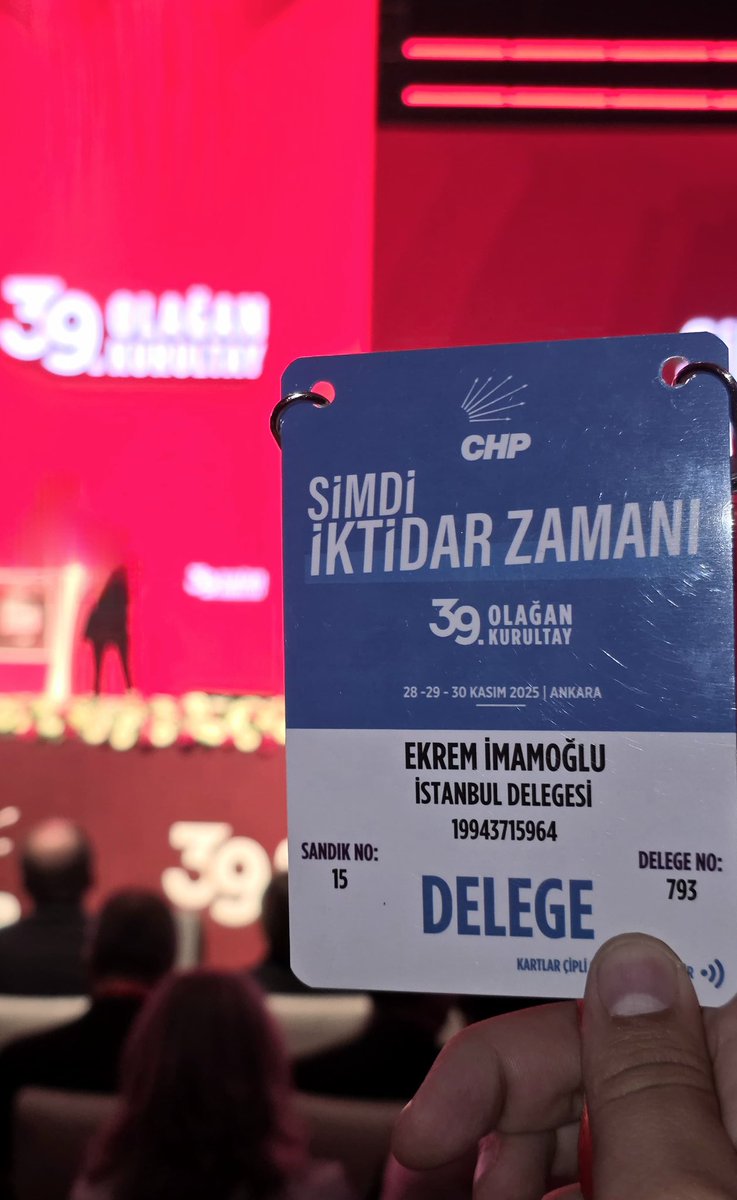 39. OLAĞAN
KURULTAY
CHP
ŞİMDİ
İKTİDAR ZAMANI
39. OLAĞAN
KURULTAY
28 - 29 - 30 KASIM 2025 | ANKARA
EKREM İMAMOĞLU
İSTANBUL DELEGESİ
19943715964
SANDIK NO:
15
DELEGE NO:
793
DELEGE
KARTLAR ÇİPLİ
39
39